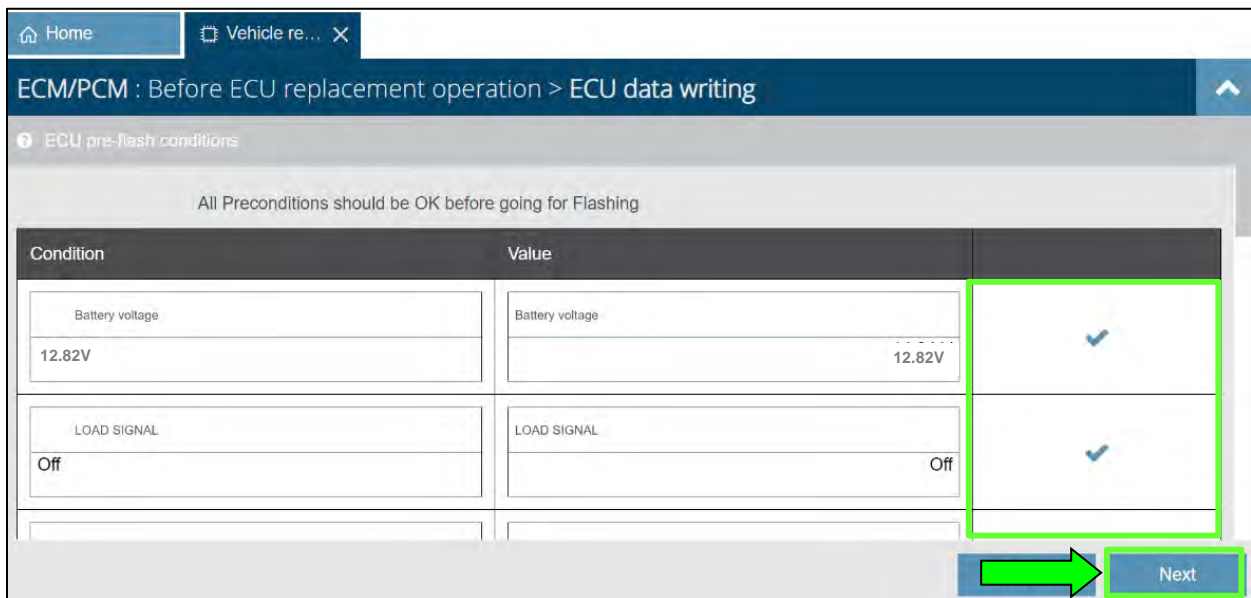 Home
Vehicle re...
ECM/PCM : Before ECU replacement operation > ECU data writing
ECU pre-flash conditions
All Preconditions should be OK before going for Flashing
Condition Value
Battery voltage Battery voltage
12.82V 12.82V
LOAD SIGNAL LOAD SIGNAL
Off Off
Next